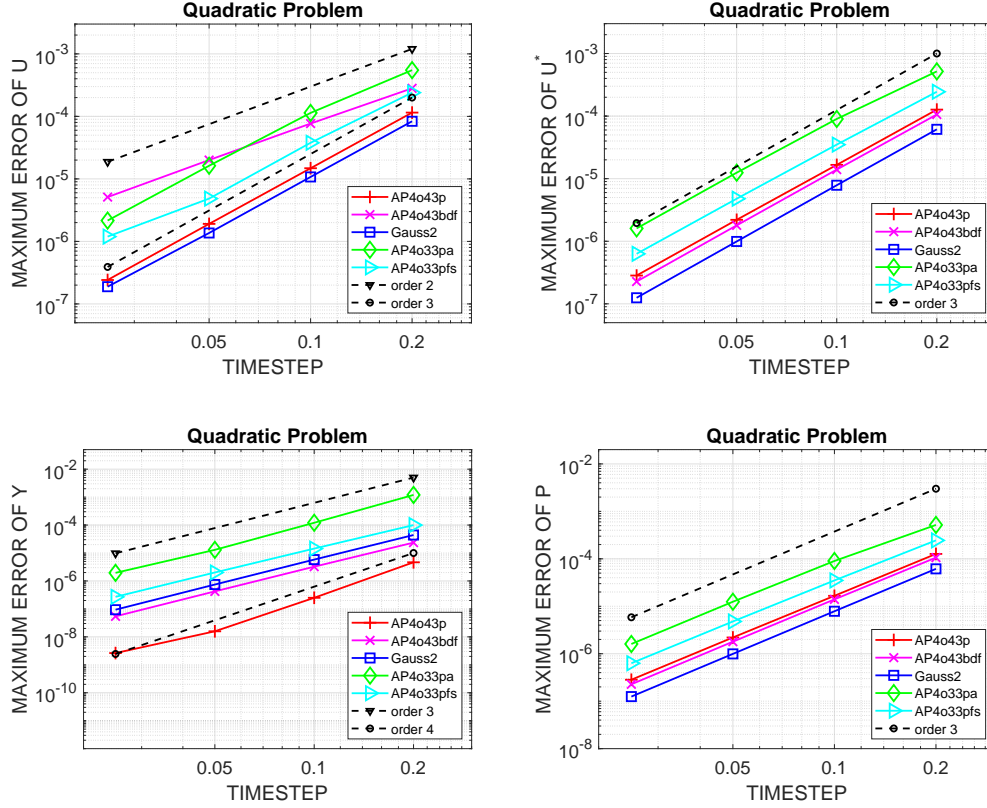 Quadratic Problem
MAXIMUM ERROR OF U
10^-3
10^-4
10^-5
10^-6
10^-7
AP4o43p
AP4o43bdf
Gauss2
AP4o33pa
AP4o33pfs
order 2
order 3
0.05 0.1 0.2
TIMESTEP
Quadratic Problem
MAXIMUM ERROR OF U*
10^-3
10^-4
10^-5
10^-6
10^-7
AP4o43p
AP4o43bdf
Gauss2
AP4o33pa
AP4o33pfs
order 3
0.05 0.1 0.2
TIMESTEP
Quadratic Problem
MAXIMUM ERROR OF Y
10^-2
10^-4
10^-6
10^-8
10^-10
AP4o43p
AP4o43bdf
Gauss2
AP4o33pa
AP4o33pfs
order 3
order 4
0.05 0.1 0.2
TIMESTEP
Quadratic Problem
MAXIMUM ERROR OF P
10^-2
10^-4
10^-6
10^-8
AP4o43p
AP4o43bdf
Gauss2
AP4o33pa
AP4o33pfs
order 3
0.05 0.1 0.2
TIMESTEP